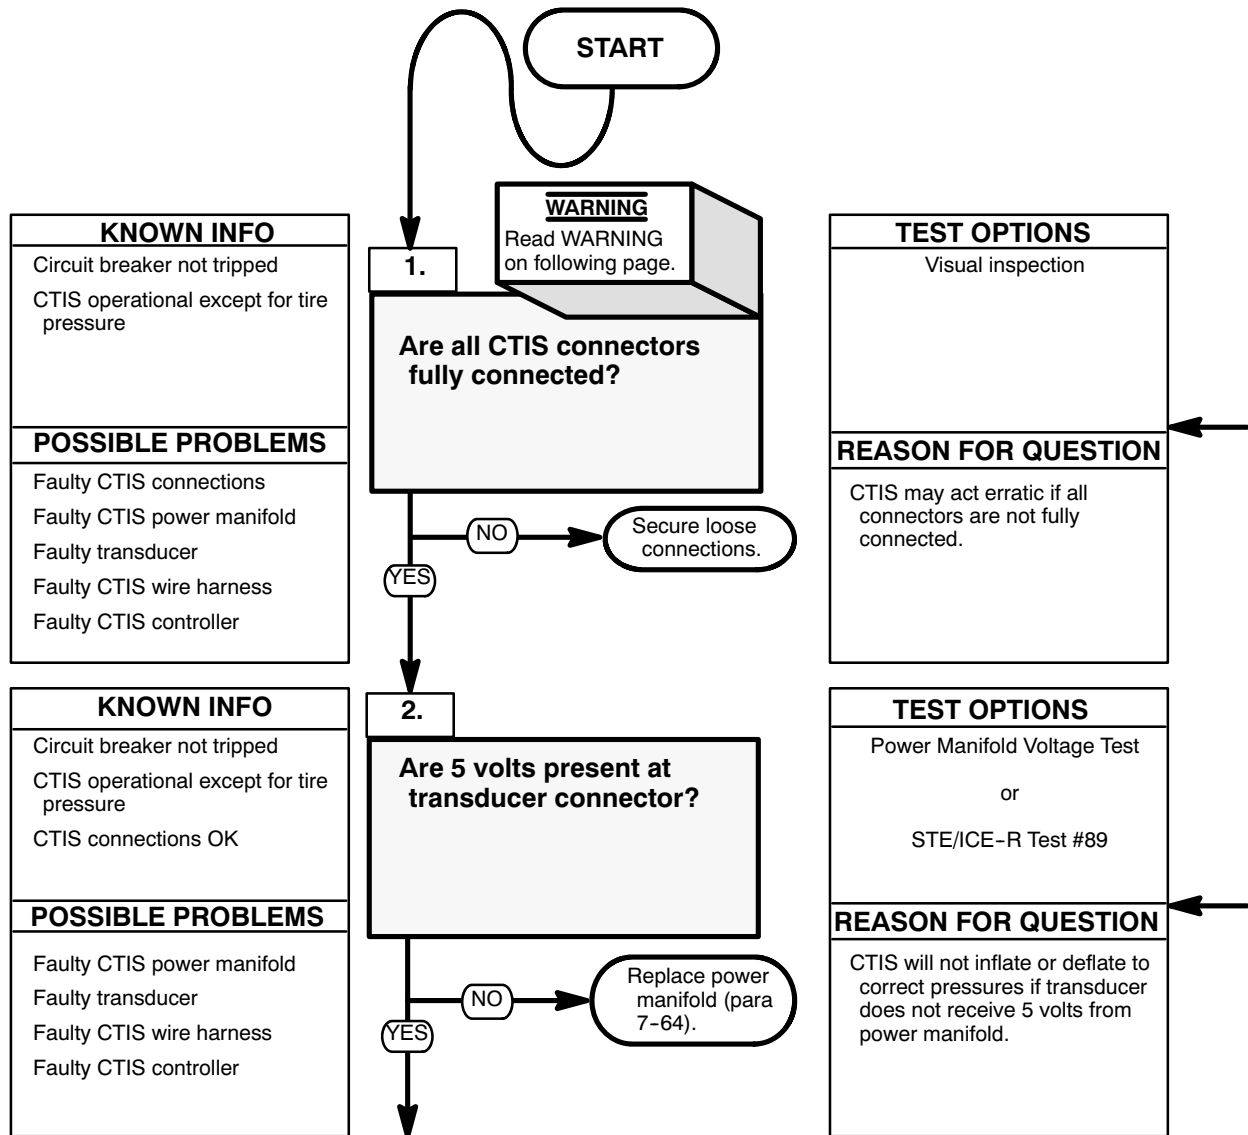 START
WARNING
Read WARNING
on following page.
KNOWN INFO
Circuit breaker not tripped
CTIS operational except for tire
pressure
POSSIBLE PROBLEMS
Faulty CTIS connections
Faulty CTIS power manifold
Faulty transducer
Faulty CTIS wire harness
Faulty CTIS controller
1.
Are all CTIS connectors
fully connected?
NO
Secure loose
connections.
YES
TEST OPTIONS
Visual inspection
REASON FOR QUESTION
CTIS may act erratic if all
connectors are not fully
connected.
KNOWN INFO
Circuit breaker not tripped
CTIS operational except for tire
pressure
CTIS connections OK
POSSIBLE PROBLEMS
Faulty CTIS power manifold
Faulty transducer
Faulty CTIS wire harness
Faulty CTIS controller
2.
Are 5 volts present at
transducer connector?
NO
Replace power
manifold (para
7-64).
YES
TEST OPTIONS
Power Manifold Voltage Test
or
STE/ICE-R Test #89
REASON FOR QUESTION
CTIS will not inflate or deflate to
correct pressures if transducer
does not receive 5 volts from
power manifold.